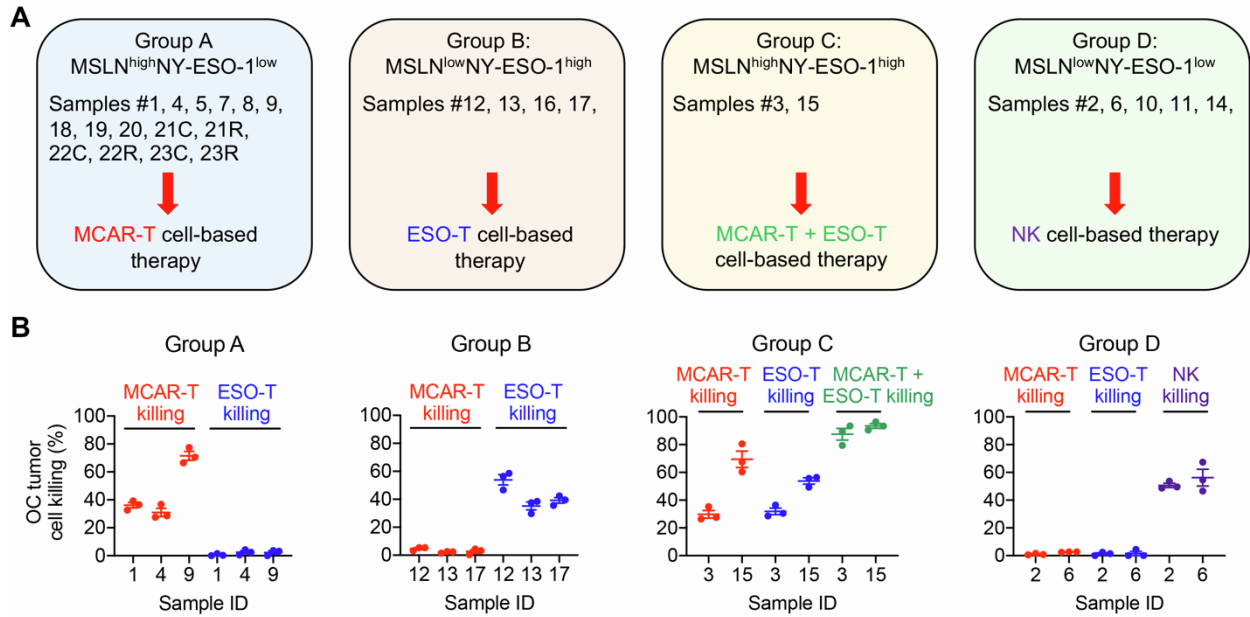 A
Group A
MSLNhighNY-ESO-1low
Samples #1, 4, 5, 7, 8, 9,
18, 19, 20, 21C, 21R,
22C, 22R, 23C, 23R
MCAR-T cell-based
therapy
Group B:
MSLNlowNY-ESO-1high
Samples #12, 13, 16, 17,
ESO-T cell-based
therapy
Group C:
MSLNhighNY-ESO-1high
Samples #3, 15
MCAR-T + ESO-T
cell-based therapy
Group D:
MSLNlowNY-ESO-1low
Samples #2, 6, 10, 11, 14,
NK cell-based therapy
B
Group A
MCAR-T ESO-T
killing killing
OC tumor
cell killing (%)
100
80
60
40
20
0
1 4 9 1 4 9
Sample ID
Group B
MCAR-T ESO-T
killing killing
100
80
60
40
20
0
12 13 17 12 13 17
Sample ID
Group C
MCAR-T ESO-T MCAR-T +
killing killing ESO-T killing
100
80
60
40
20
0
3 15 3 15 3 15
Sample ID
Group D
MCAR-T ESO-T NK
killing killing killing
100
80
60
40
20
0
2 6 2 6 2 6
Sample ID